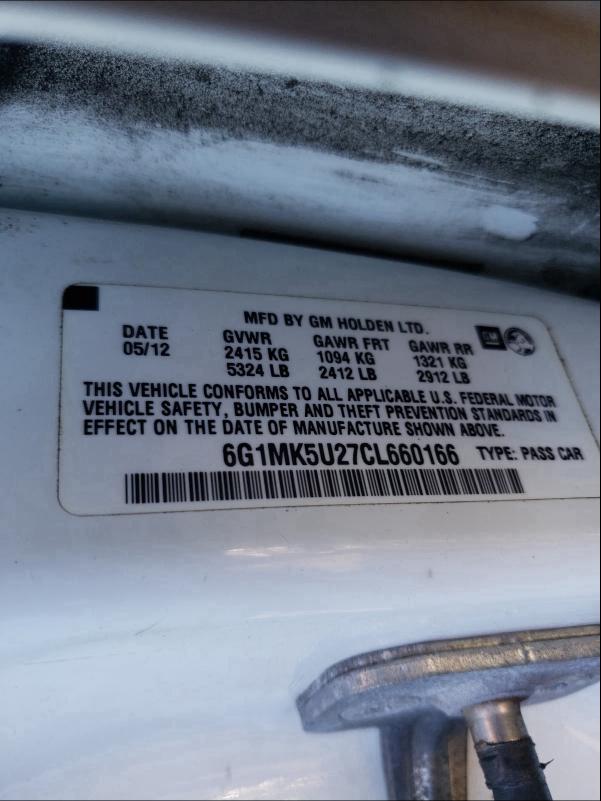 MFD BY GM HOLDEN LTD.
DATE GVWR GAWR FRT GAWR RR GM
05/12 2415 KG 1094 KG 1321 KG
5324 LB 2412 LB 2912 LB
THIS VEHICLE CONFORMS TO ALL APPLICABLE U.S. FEDERAL MOTOR
VEHICLE SAFETY, BUMPER AND THEFT PREVENTION STANDARDS IN
EFFECT ON THE DATE OF MANUFACTURE SHOWN ABOVE.
6G1MK5U27CL660166 TYPE: PASS CAR